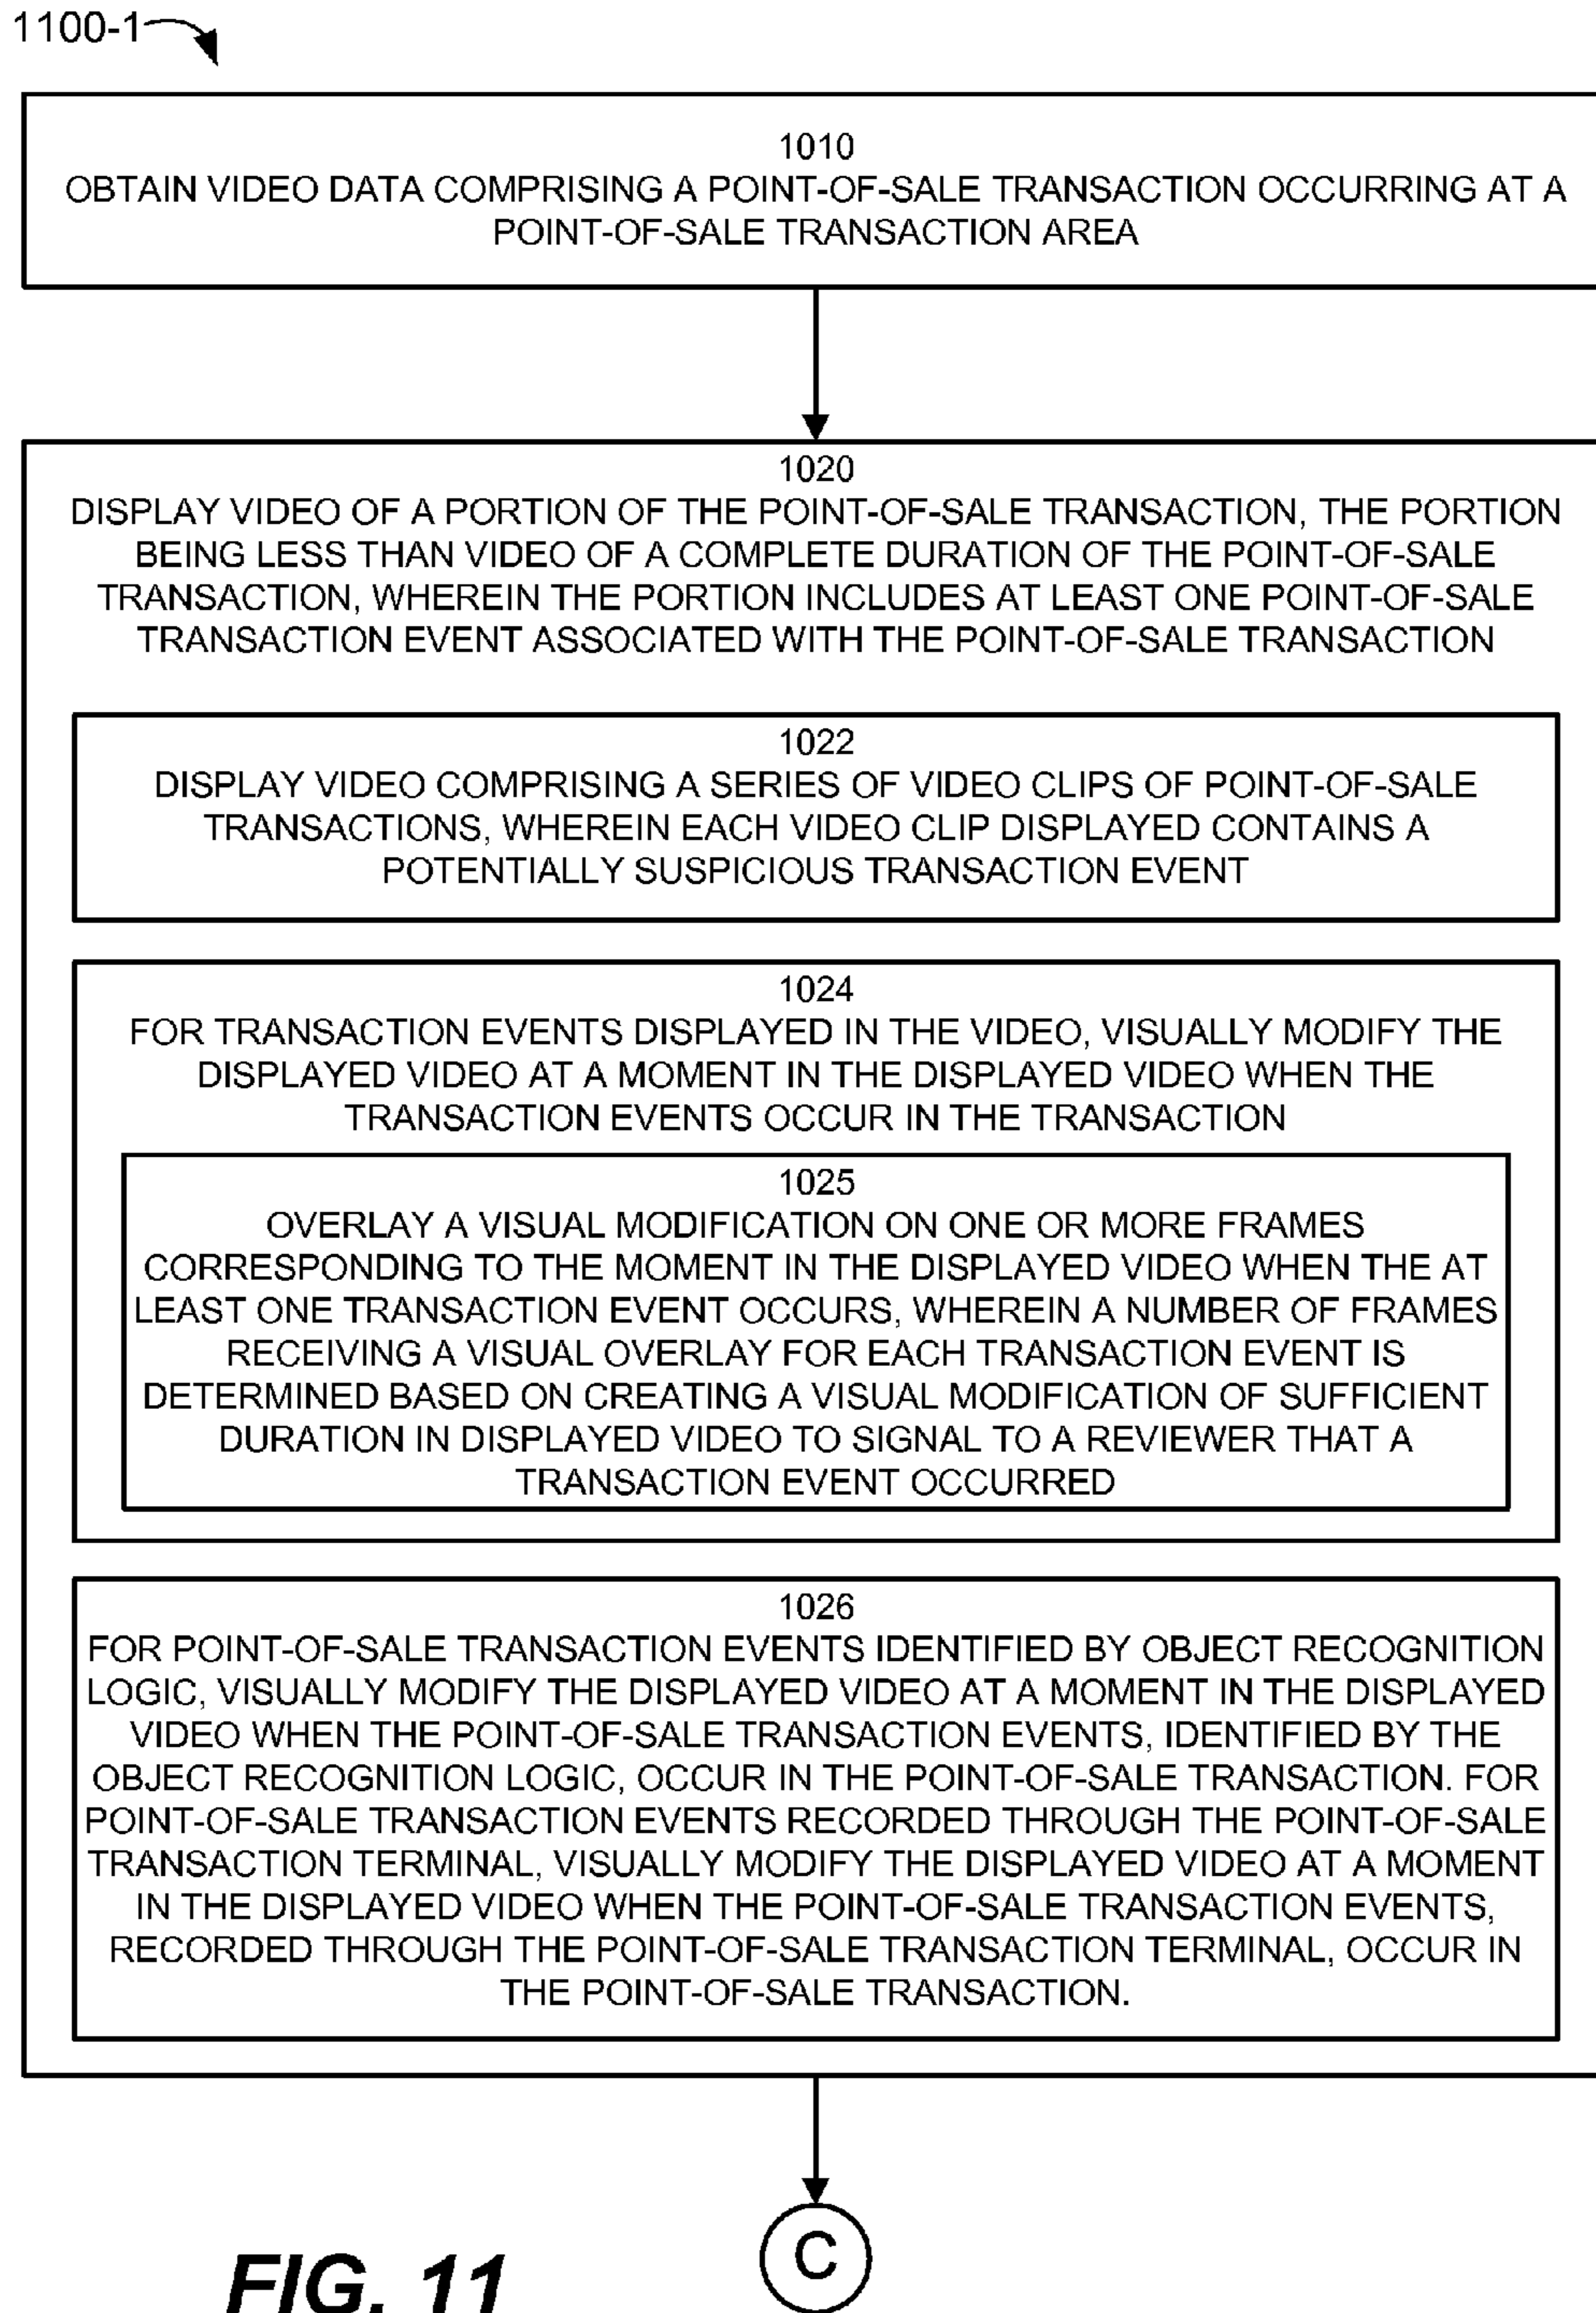 1100-1
1010
OBTAIN VIDEO DATA COMPRISING A POINT-OF-SALE TRANSACTION OCCURRING AT A
POINT-OF-SALE TRANSACTION AREA
1020
DISPLAY VIDEO OF A PORTION OF THE POINT-OF-SALE TRANSACTION, THE PORTION
BEING LESS THAN VIDEO OF A COMPLETE DURATION OF THE POINT-OF-SALE
TRANSACTION, WHEREIN THE PORTION INCLUDES AT LEAST ONE POINT-OF-SALE
TRANSACTION EVENT ASSOCIATED WITH THE POINT-OF-SALE TRANSACTION
1022
DISPLAY VIDEO COMPRISING A SERIES OF VIDEO CLIPS OF POINT-OF-SALE
TRANSACTIONS, WHEREIN EACH VIDEO CLIP DISPLAYED CONTAINS A
POTENTIALLY SUSPICIOUS TRANSACTION EVENT
1024
FOR TRANSACTION EVENTS DISPLAYED IN THE VIDEO, VISUALLY MODIFY THE
DISPLAYED VIDEO AT A MOMENT IN THE DISPLAYED VIDEO WHEN THE
TRANSACTION EVENTS OCCUR IN THE TRANSACTION
1025
OVERLAY A VISUAL MODIFICATION ON ONE OR MORE FRAMES
CORRESPONDING TO THE MOMENT IN THE DISPLAYED VIDEO WHEN THE AT
LEAST ONE TRANSACTION EVENT OCCURS, WHEREIN A NUMBER OF FRAMES
RECEIVING A VISUAL OVERLAY FOR EACH TRANSACTION EVENT IS
DETERMINED BASED ON CREATING A VISUAL MODIFICATION OF SUFFICIENT
DURATION IN DISPLAYED VIDEO TO SIGNAL TO A REVIEWER THAT A
TRANSACTION EVENT OCCURRED
1026
FOR POINT-OF-SALE TRANSACTION EVENTS IDENTIFIED BY OBJECT RECOGNITION
LOGIC, VISUALLY MODIFY THE DISPLAYED VIDEO AT A MOMENT IN THE DISPLAYED
VIDEO WHEN THE POINT-OF-SALE TRANSACTION EVENTS, IDENTIFIED BY THE
OBJECT RECOGNITION LOGIC, OCCUR IN THE POINT-OF-SALE TRANSACTION. FOR
POINT-OF-SALE TRANSACTION EVENTS RECORDED THROUGH THE POINT-OF-SALE
TRANSACTION TERMINAL, VISUALLY MODIFY THE DISPLAYED VIDEO AT A MOMENT
IN THE DISPLAYED VIDEO WHEN THE POINT-OF-SALE TRANSACTION EVENTS,
RECORDED THROUGH THE POINT-OF-SALE TRANSACTION TERMINAL, OCCUR IN
THE POINT-OF-SALE TRANSACTION.
C
FIG. 11